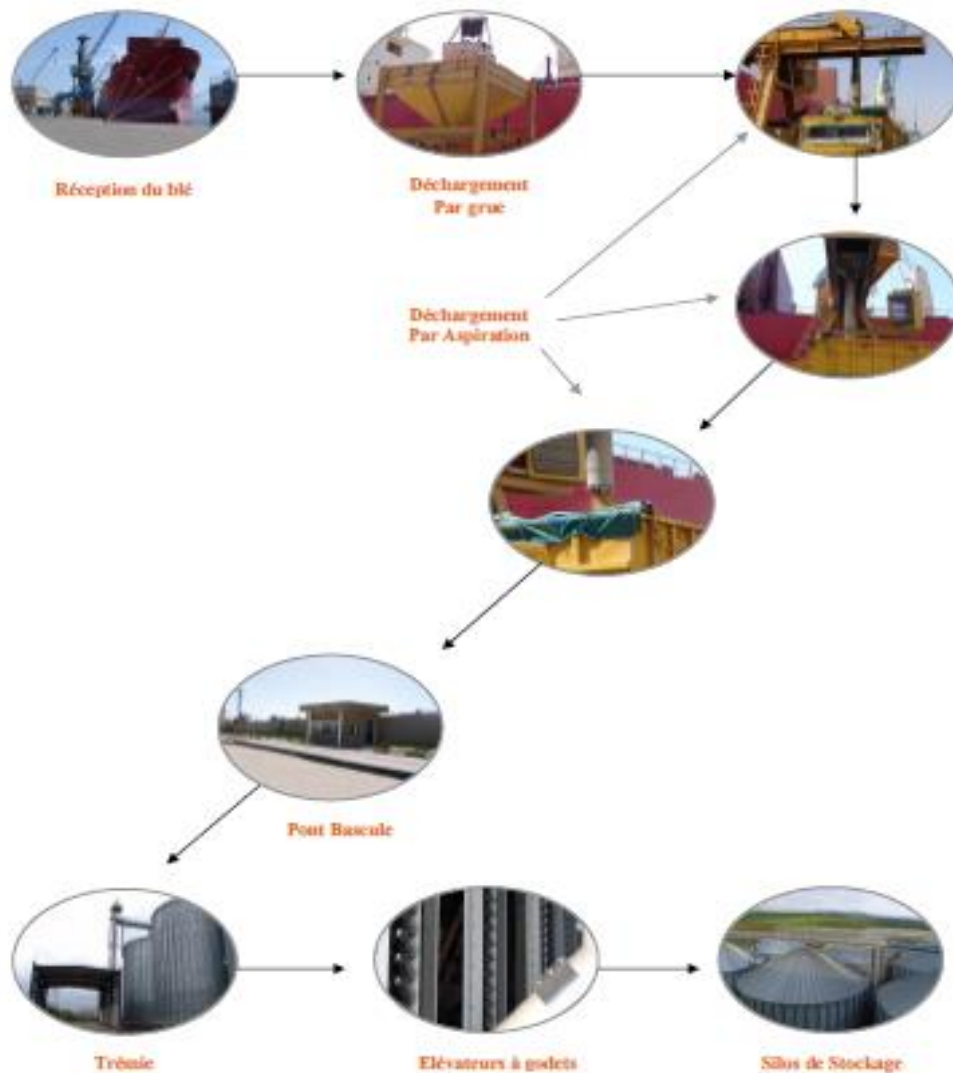 Réception du blé
Déchargement
Par grue
Déchargement
Par Aspiration
Pont Bascule
Trémie
Elévateurs à godets
Silos de Stockage